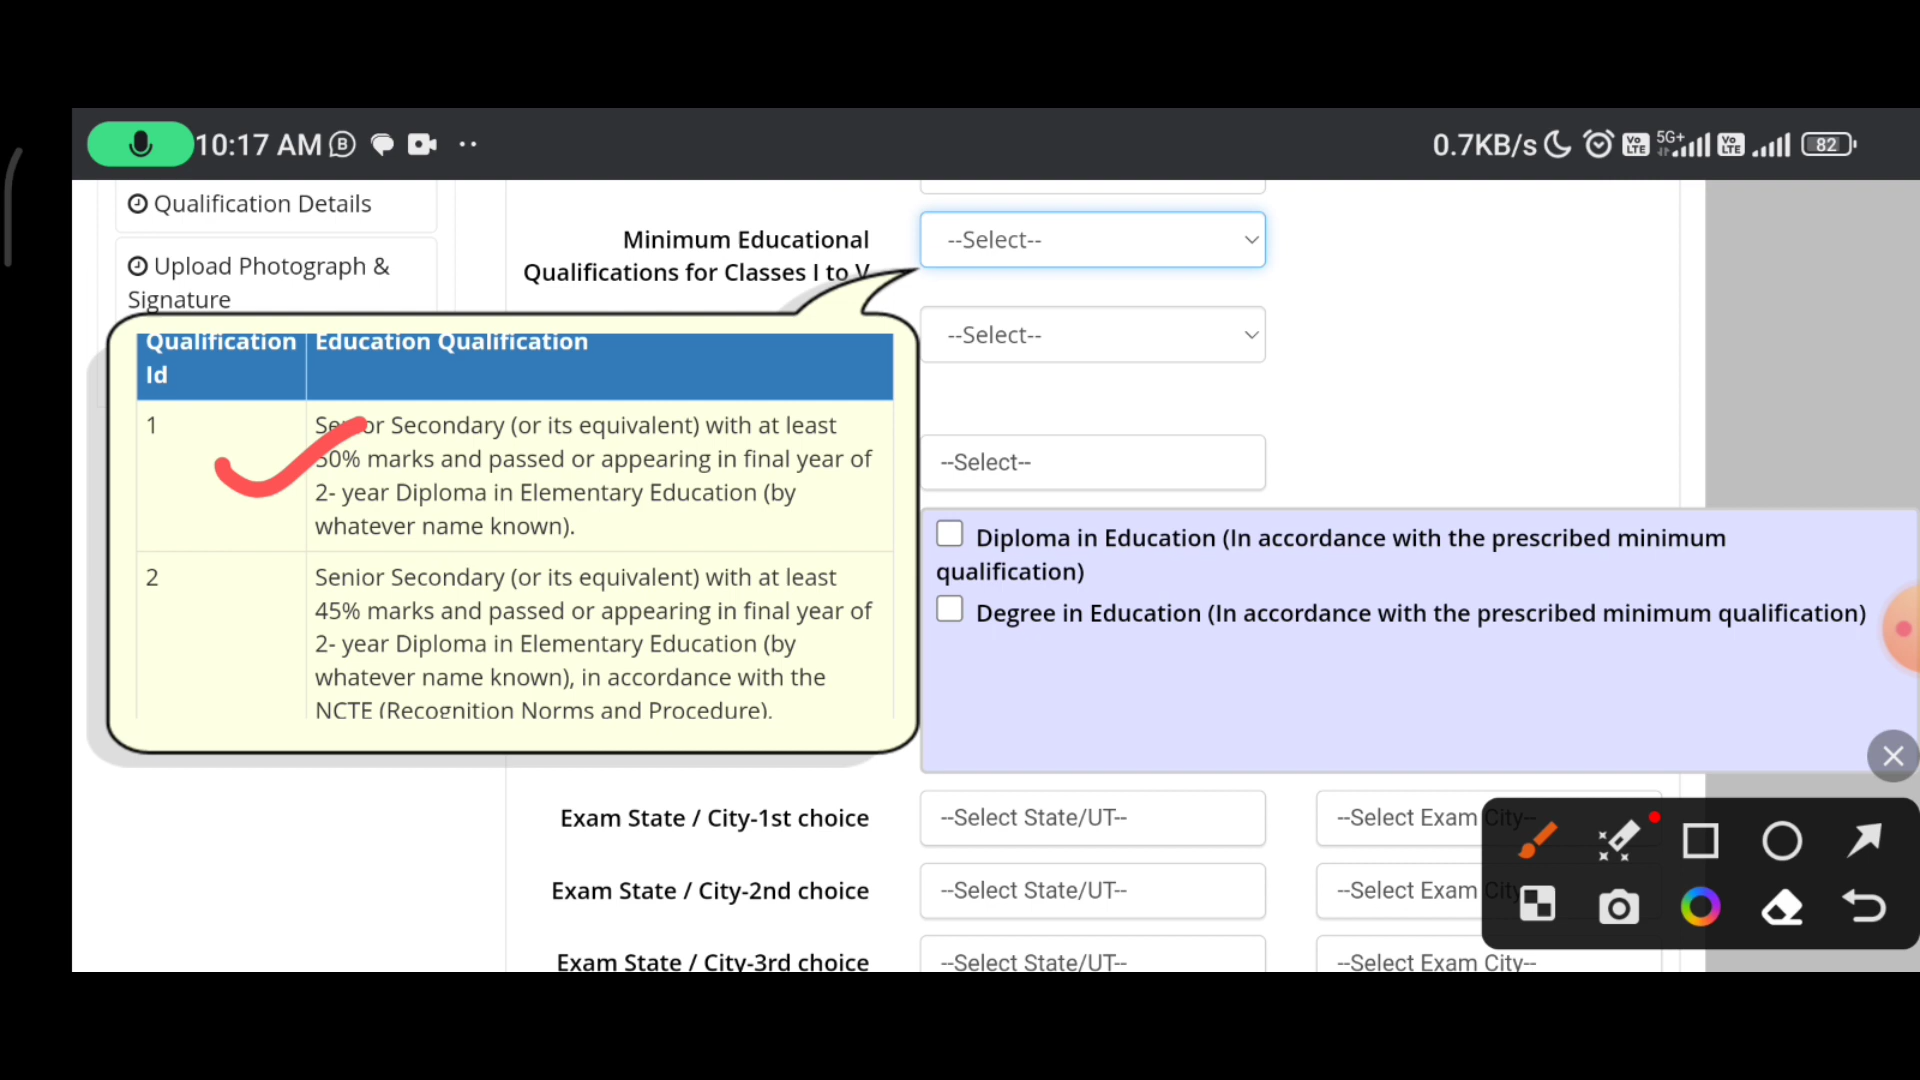 10:17 AM
0.7KB/s
Vo LTE
5G+
Vo LTE
82
Qualification Details
Upload Photograph &
Signature
Minimum Educational
Qualifications for Classes I to V
--Select--
--Select--
--Select--
Qualification Id
Education Qualification
1
Senior Secondary (or its equivalent) with at least
50% marks and passed or appearing in final year of
2- year Diploma in Elementary Education (by
whatever name known).
2
Senior Secondary (or its equivalent) with at least
45% marks and passed or appearing in final year of
2- year Diploma in Elementary Education (by
whatever name known), in accordance with the
NCTE (Recognition Norms and Procedure).
Diploma in Education (In accordance with the prescribed minimum
qualification)
Degree in Education (In accordance with the prescribed minimum qualification)
Exam State / City-1st choice
--Select State/UT--
--Select Exam City--
Exam State / City-2nd choice
--Select State/UT--
--Select Exam City
Exam State / City-3rd choice
--Select State/UT--
--Select Exam City--